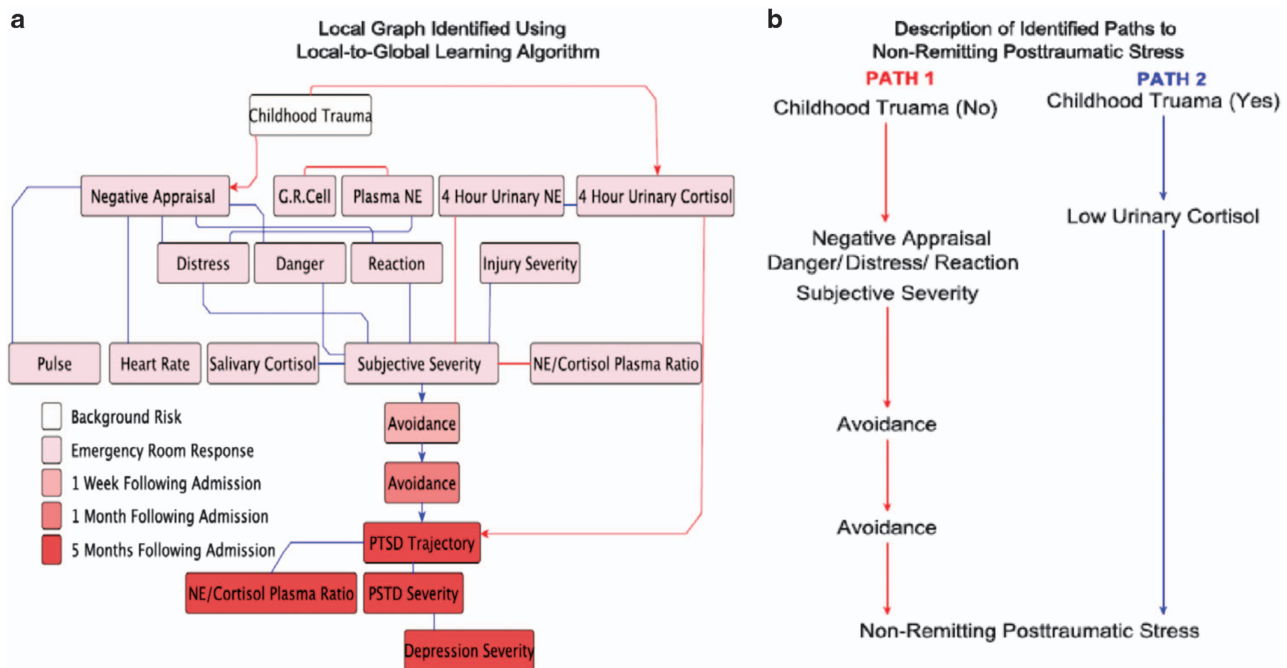 a
Local Graph Identified Using
Local-to-Global Learning Algorithm
Childhood Trauma
Negative Appraisal
G.R.Cell
Plasma NE
4 Hour Urinary NE
4 Hour Urinary Cortisol
Distress
Danger
Reaction
Injury Severity
Pulse
Heart Rate
Salivary Cortisol
Subjective Severity
NE/Cortisol Plasma Ratio
Avoidance
Avoidance
PTSD Trajectory
NE/Cortisol Plasma Ratio
PSTD Severity
Depression Severity
Background Risk
Emergency Room Response
1 Week Following Admission
1 Month Following Admission
5 Months Following Admission
b
Description of Identified Paths to
Non-Remitting Posttraumatic Stress
PATH 1
Childhood Truama (No)
Negative Appraisal
Danger/ Distress/ Reaction
Subjective Severity
Avoidance
Avoidance
PATH 2
Childhood Truama (Yes)
Low Urinary Cortisol
Non-Remitting Posttraumatic Stress